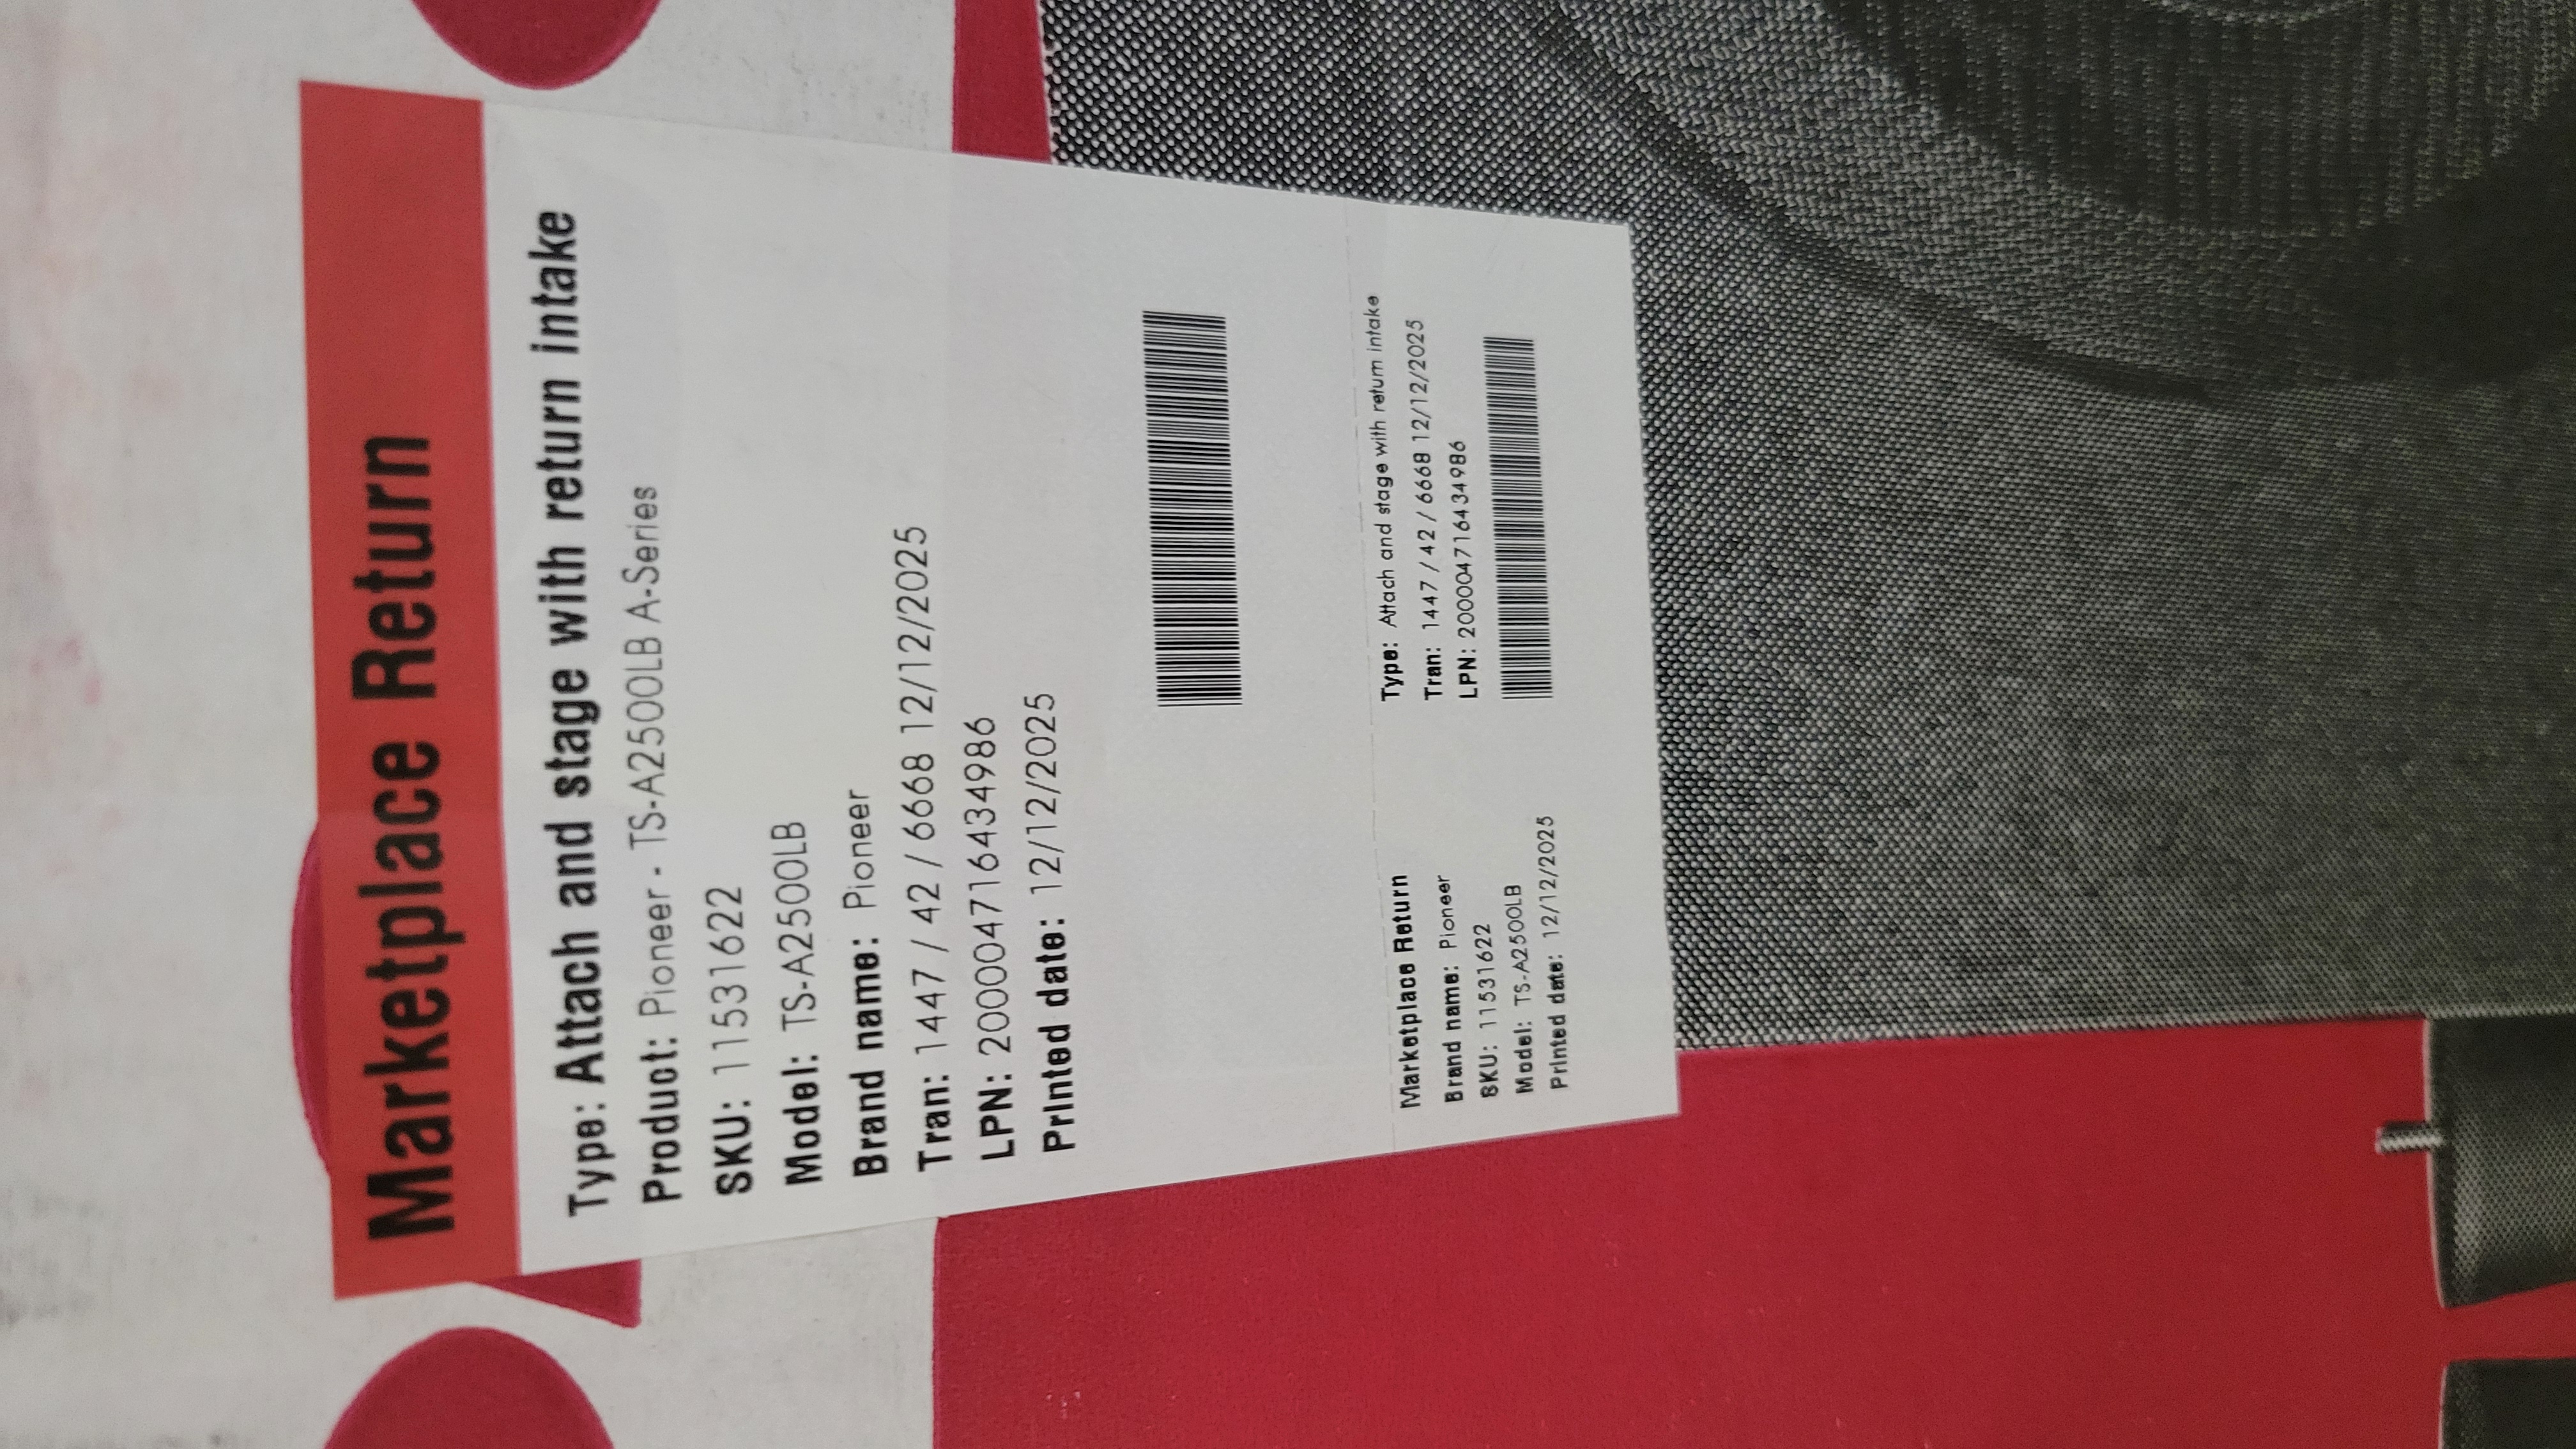 Marketplace Return
Type: Attach and stage with return intake
Product: Pioneer - TS-A2500LB A-Series
SKU: 11531622
Model: TS-A2500LB
Brand name: Pioneer
Tran: 1447 / 42 / 6668 12/12/2025
LPN: 20000471643​4986
Printed date: 12/12/2025
Marketplace Return
Brand name: Pioneer
SKU: 11531622
Model: TS-A2500LB
Printed date: 12/12/2025
Type: Attach and stage with return intake
Tran: 1447 / 42 / 6668 12/12/2025
LPN: 200004716434986